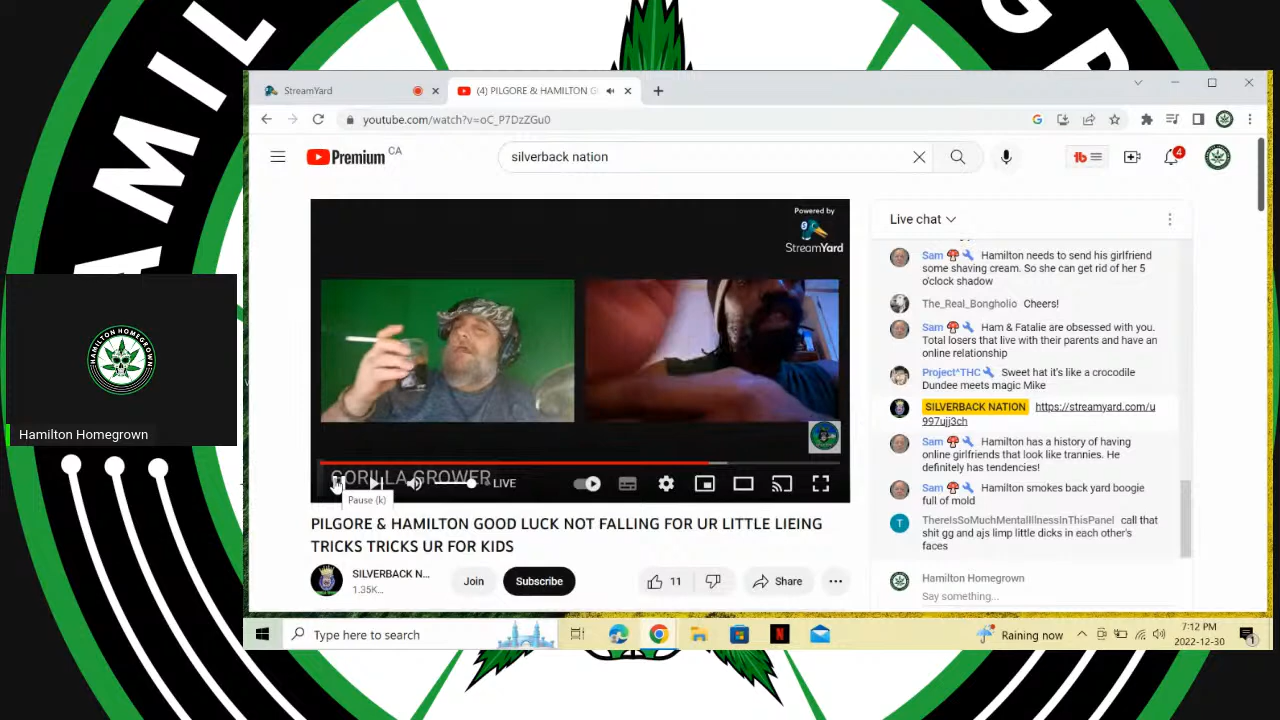 HAMIL
G R
StreamYard
(4) PILGORE & HAMILTON G
youtube.com/watch?v=oC_P7DzZGu0
Premium CA
silverback nation
4
Powered by
StreamYard
GORILLA GROWER
LIVE
Pause (k)
PILGORE & HAMILTON GOOD LUCK NOT FALLING FOR UR LITTLE LIEING
TRICKS TRICKS UR FOR KIDS
SILVERBACK N...
1.35K...
Join
Subscribe
11
Share
Live chat
Sam Hamilton needs to send his girlfriend
some shaving cream. So she can get rid of her 5
o'clock shadow
The_Real_Bongholio Cheers!
Sam Ham & Fatalie are obsessed with you.
Total losers that live with their parents and have an
online relationship
Project^THC Sweet hat it's like a crocodile
Dundee meets magic Mike
SILVERBACK NATION https://streamyard.com/u
997ujj3ch
Sam Hamilton has a history of having
online girlfriends that look like trannies. He
definitely has tendencies!
Sam Hamilton smokes back yard boogie
full of mold
T
ThereIsSoMuchMentalIllnessinThisPanel call that
shit gg and ajs limp little dicks in each other's
faces
Hamilton Homegrown
Say something...
HAMILTON HOMEGROWN
Hamilton Homegrown
Type here to search
Raining now
7:12 PM
2022-12-30
1